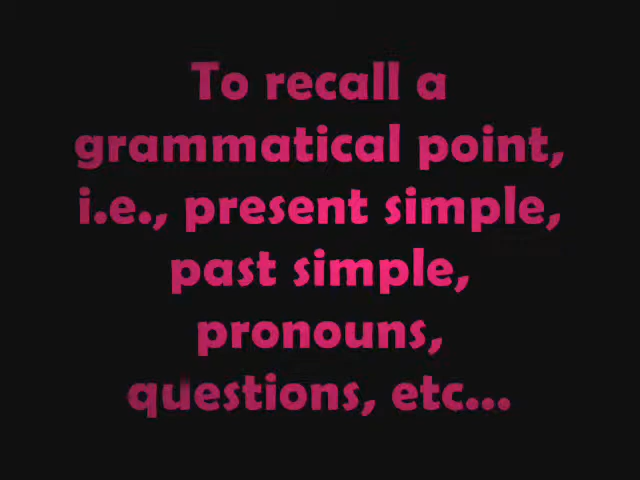 To recall a
grammatical point,
i.e., present simple,
past simple,
pronouns,
questions, etc...